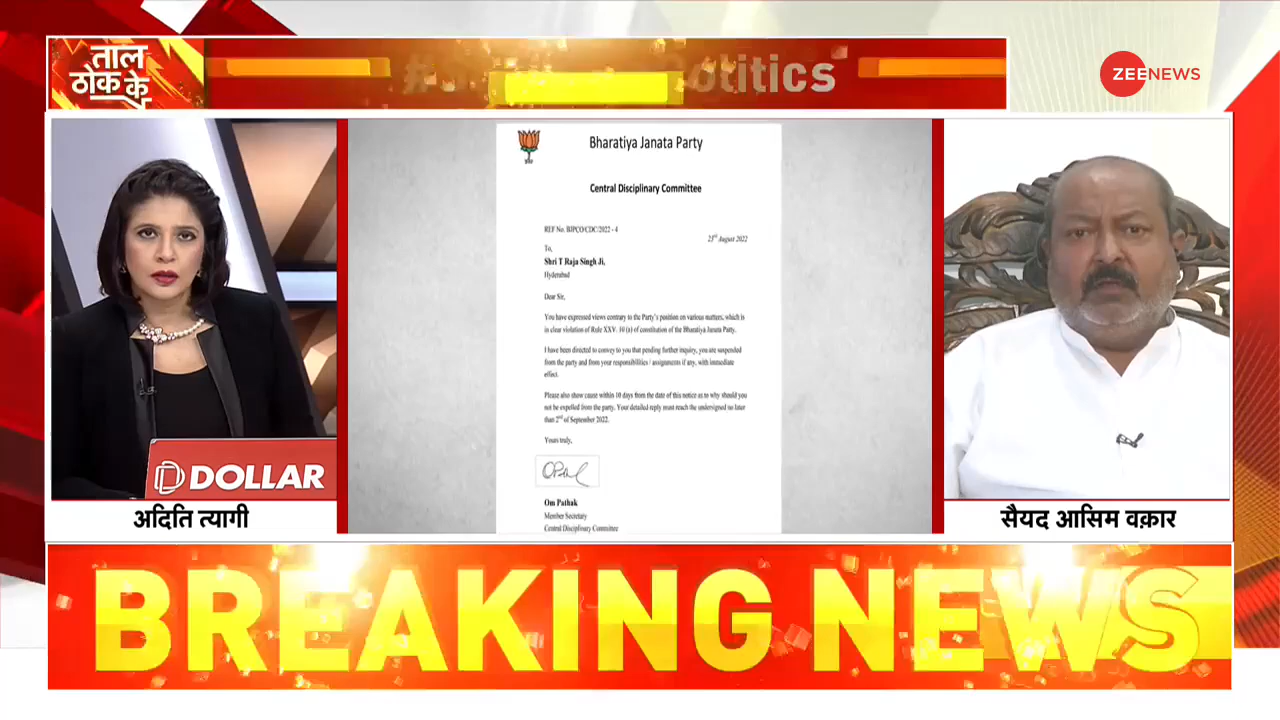 ताल
ठोक के
ZEENEWS
Bharatiya Janata Party
Central Disciplinary Committee
REF No. BJPCO/CDC/2022 - 4
23rd August 2022
To,
Shri T Raja Singh Ji,
Hyderabad
Dear Sir,
You have expressed views contrary to the Party's position on various matters, which is
in clear violation of Rule XXV. 10 (a) of constitution of the Bharatiya Janata Party.
I have been directed to convey to you that pending further inquiry, you are suspended
from the party and from your responsibilities / assignments if any, with immediate
effect.
Please also show cause within 10 days from the date of this notice as to why should you
not be expelled from the party. Your detailed reply must reach the undersigned no later
than 2nd of September 2022.
Yours truly,
Om Pathak
Member Secretary
Central Disciplinary Committee
DOLLAR
अदिति त्यागी
सैयद आसिम वक़ार
BREAKING NEWS